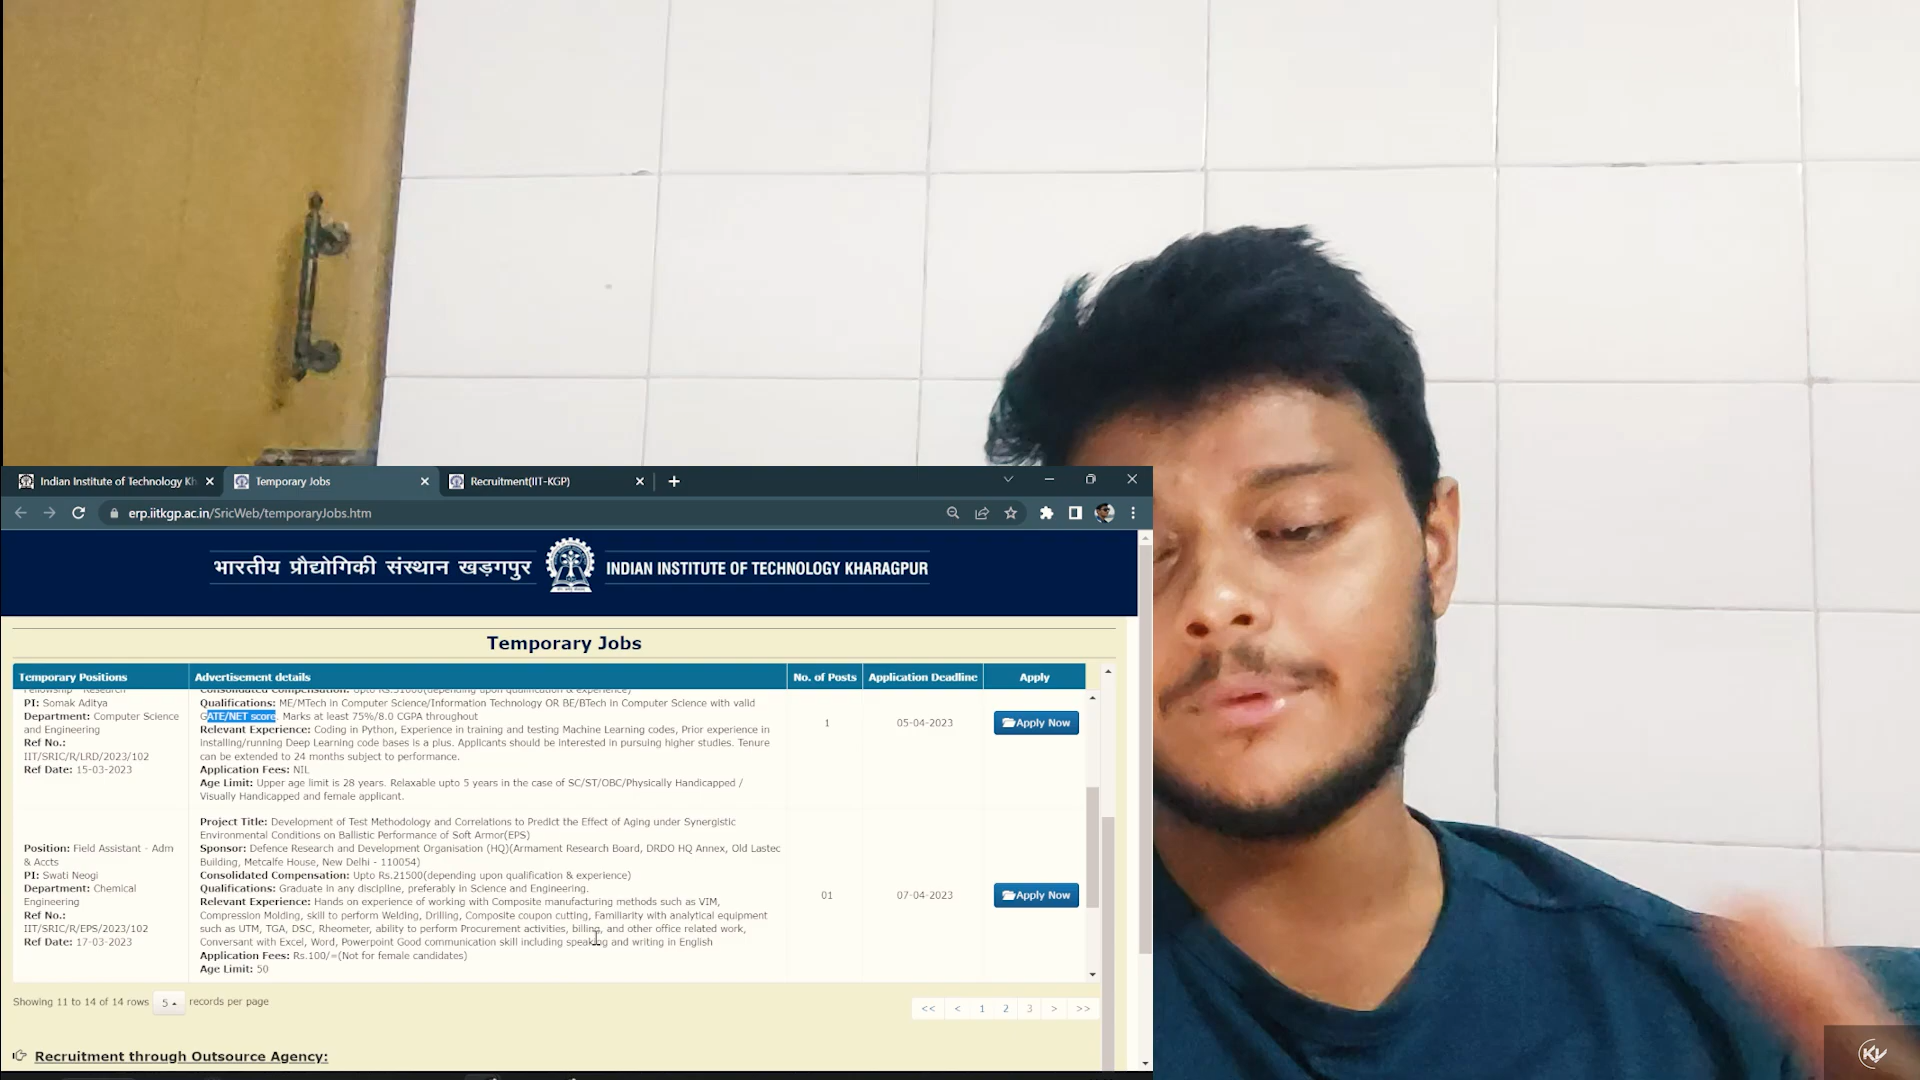 Indian Institute of Technology Kh
Temporary Jobs
Recruitment(IIT-KGP)
erp.iitkgp.ac.in/SricWeb/temporaryJobs.htm
भारतीय प्रौद्योगिकी संस्थान खड़गपुर
INDIAN INSTITUTE OF TECHNOLOGY KHARAGPUR
Temporary Jobs
Temporary Positions
Advertisement details
No. of Posts
Application Deadline
Apply
Fellowship - Research
PI: Somak Aditya
Department: Computer Science
and Engineering
Ref No.:
IIT/SRIC/R/LRD/2023/102
Ref Date: 15-03-2023
Consolidated Compensation: Upto Rs.31000(depending upon qualification & experience)
Qualifications: ME/MTech in Computer Science/Information Technology OR BE/BTech in Computer Science with valid
GATE/NET score. Marks at least 75%/8.0 CGPA throughout
Relevant Experience: Coding in Python, Experience in training and testing Machine Learning codes, Prior experience in
installing/running Deep Learning code bases is a plus. Applicants should be interested in pursuing higher studies. Tenure
can be extended to 24 months subject to performance.
Application Fees: NIL
Age Limit: Upper age limit is 28 years. Relaxable upto 5 years in the case of SC/ST/OBC/Physically Handicapped /
Visually Handicapped and female applicant.
1
05-04-2023
Apply Now
Position: Field Assistant - Adm
& Accts
PI: Swati Neogi
Department: Chemical
Engineering
Ref No.:
IIT/SRIC/R/EPS/2023/102
Ref Date: 17-03-2023
Project Title: Development of Test Methodology and Correlations to Predict the Effect of Aging under Synergistic
Environmental Conditions on Ballistic Performance of Soft Armor(EPS)
Sponsor: Defence Research and Development Organisation (HQ)(Armament Research Board, DRDO HQ Annex, Old Lastec
Building, Metcalfe House, New Delhi - 110054)
Consolidated Compensation: Upto Rs.21500(depending upon qualification & experience)
Qualifications: Graduate in any discipline, preferably in Science and Engineering.
Relevant Experience: Hands on experience of working with Composite manufacturing methods such as VIM,
Compression Molding, skill to perform Welding, Drilling, Composite coupon cutting, Familiarity with analytical equipment
such as UTM, TGA, DSC, Rheometer, ability to perform Procurement activities, billing, and other office related work,
Conversant with Excel, Word, Powerpoint Good communication skill including speaking and writing in English
Application Fees: Rs.100/=(Not for female candidates)
Age Limit: 50
01
07-04-2023
Apply Now
Showing 11 to 14 of 14 rows 5 records per page
<< < 1 2 3 > >>
Recruitment through Outsource Agency:
KV